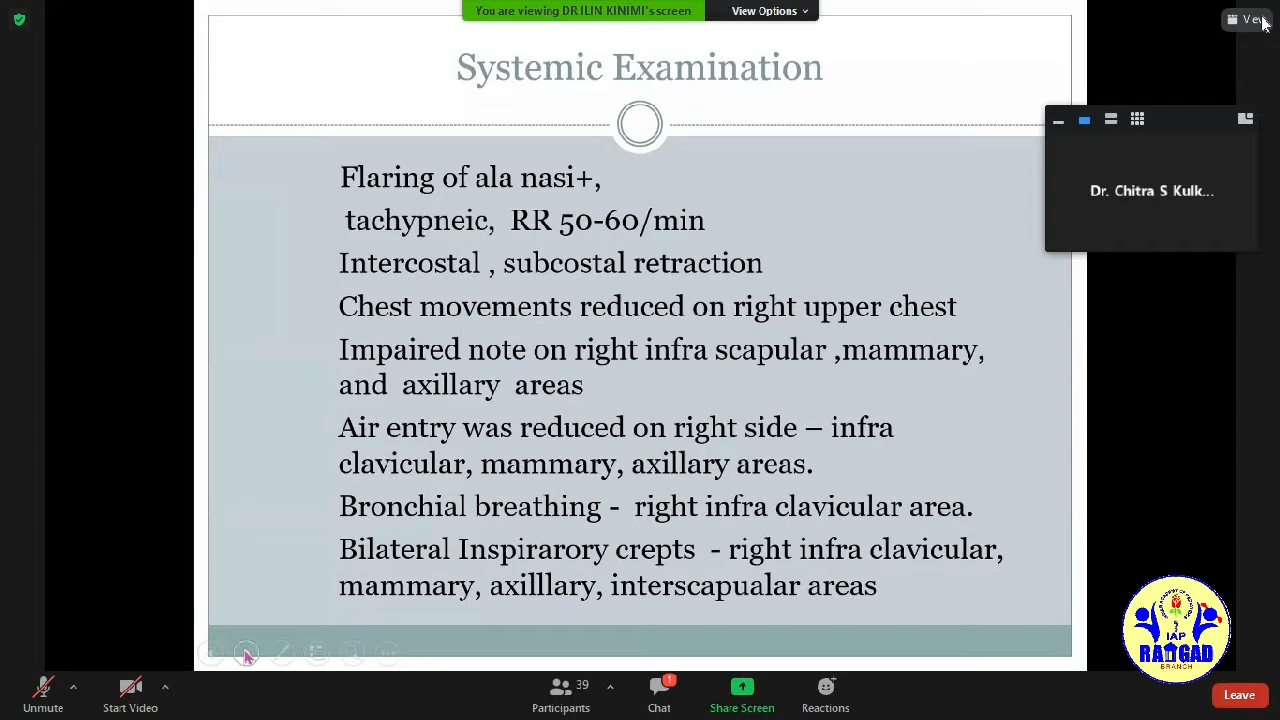 You are viewing DR ILIN KINIMI's screen
View Options
View
Systemic Examination
Dr. Chitra S Kulk...
Flaring of ala nasi+,
tachypneic, RR 50-60/min
Intercostal , subcostal retraction
Chest movements reduced on right upper chest
Impaired note on right infra scapular ,mammary,
and axillary areas
Air entry was reduced on right side – infra
clavicular, mammary, axillary areas.
Bronchial breathing - right infra clavicular area.
Bilateral Inspirarory crepts - right infra clavicular,
mammary, axilllary, interscapualar areas
IAP
RAIGAD
BRANCH
Unmute
Start Video
39
Participants
1
Chat
Share Screen
Reactions
Leave